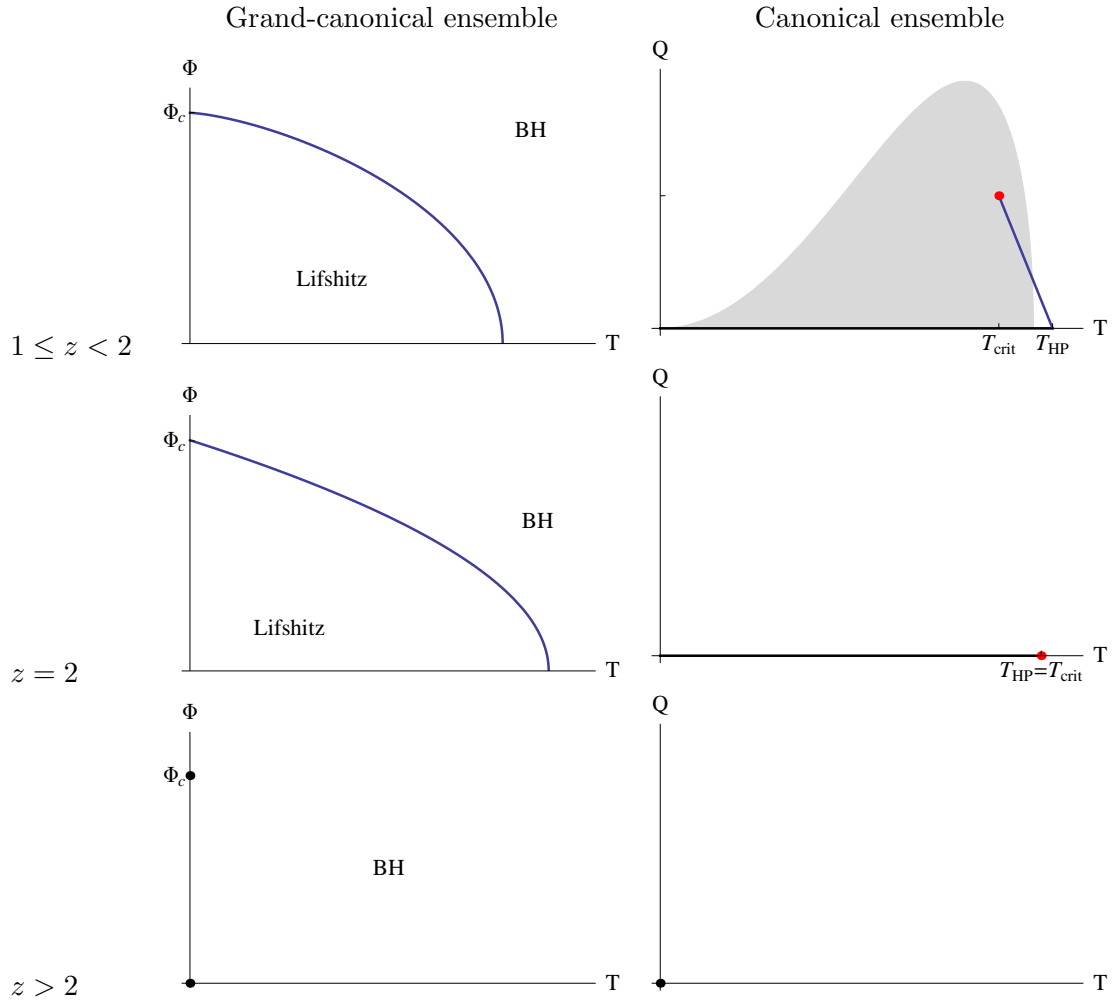 Grand-canonical ensemble
Canonical ensemble
Φ
Φc
BH
Lifshitz
T
1 ≤ z < 2
Q
T
Tcrit
THP
Φ
Φc
BH
Lifshitz
T
z = 2
Q
T
THP=Tcrit
Φ
Φc
BH
T
z > 2
Q
T